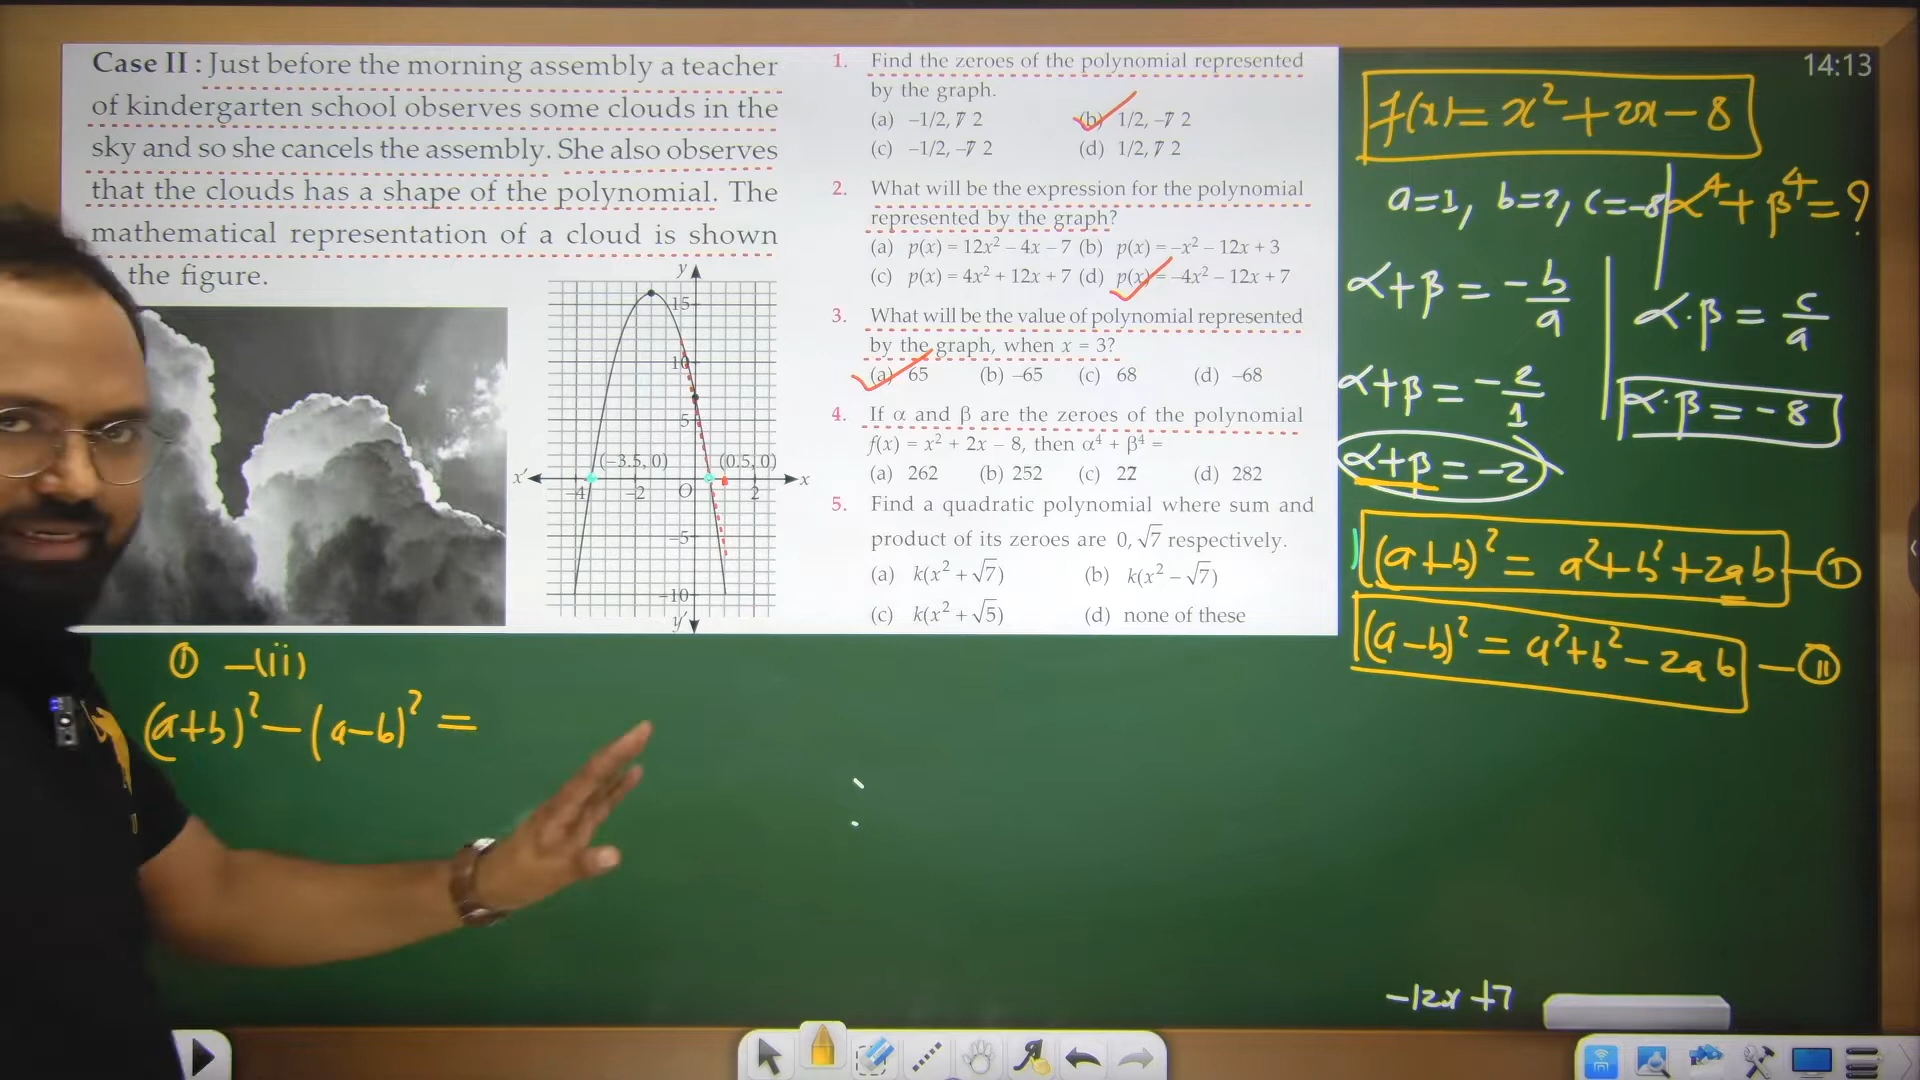 Case II : Just before the morning assembly a teacher
of kindergarten school observes some clouds in the
sky and so she cancels the assembly. She also observes
that the clouds has a shape of the polynomial. The
mathematical representation of a cloud is shown
the figure.
y
15
10
5
(−3.5, 0)
(0.5, 0)
x′
−4
−2
O
2
x
−5
−10
y′
1. Find the zeroes of the polynomial represented
by the graph.
(a) –1/2, 7 2 (b) 1/2, –7 2
(c) –1/2, –7 2 (d) 1/2, 7 2
2. What will be the expression for the polynomial
represented by the graph?
(a) p(x) = 12x² – 4x – 7 (b) p(x) = –x² – 12x + 3
(c) p(x) = 4x² + 12x + 7 (d) p(x) = –4x² – 12x + 7
3. What will be the value of polynomial represented
by the graph, when x = 3?
(a) 65 (b) –65 (c) 68 (d) –68
4. If α and β are the zeroes of the polynomial
f(x) = x² + 2x – 8, then α⁴ + β⁴ =
(a) 262 (b) 252 (c) 272 (d) 282
5. Find a quadratic polynomial where sum and
product of its zeroes are 0, √7 respectively.
(a) k(x² + √7) (b) k(x² – √7)
(c) k(x² + √5) (d) none of these
14:13
f(x) = x² + 2x – 8
a=1, b=2, c=–8
α⁴ + β⁴ = ?
α+β = –b/a
α·β = c/a
α+β = –2/1
α·β = –8
α+β = –2
(a+b)² = a²+b²+2ab – ①
(a–b)² = a²+b²–2ab – ⑪
① –(ii)
(a+b)² – (a–b)² =
–12x +7